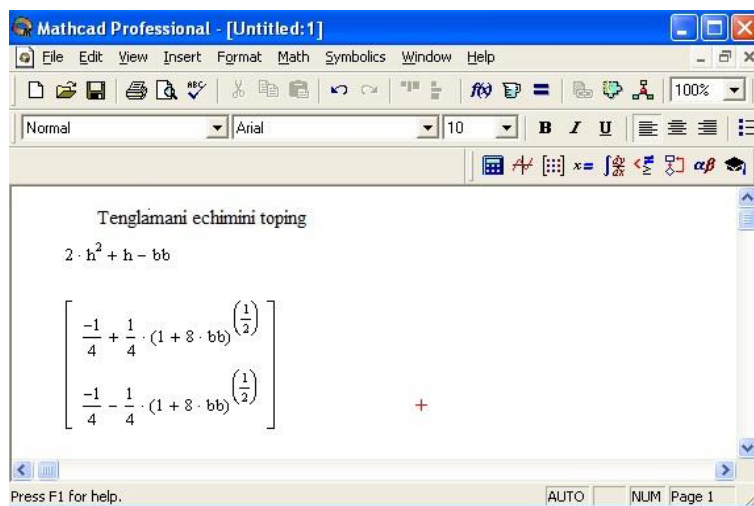 Mathcad Professional - [Untitled:1]
File Edit View Insert Format Math Symbolics Window Help
100%
Normal Arial 10 B I U
αβ
Tenglamani echimini toping
2 · h² + h − bb
[ −1/4 + 1/4 · (1 + 8 · bb)^(1/2) ]
[ −1/4 − 1/4 · (1 + 8 · bb)^(1/2) ]
Press F1 for help. AUTO NUM Page 1